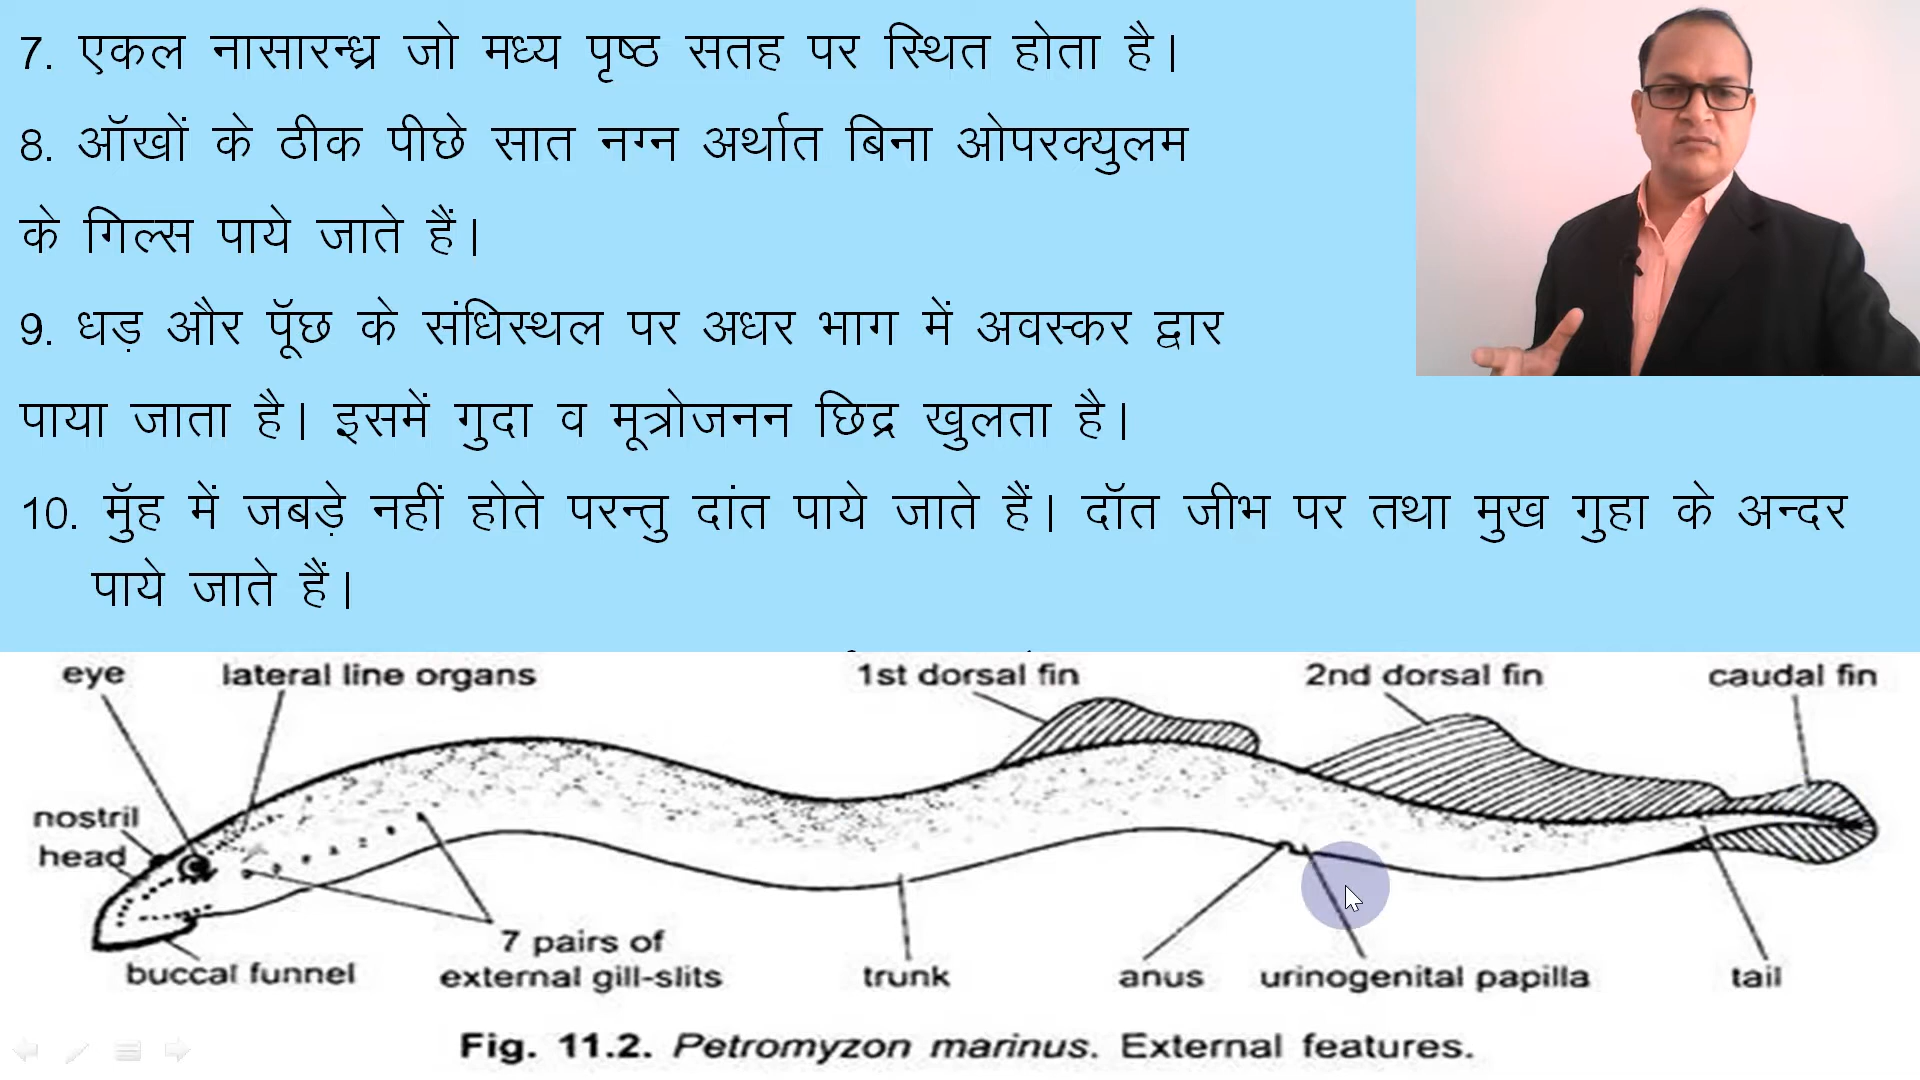 7. एकल नासारन्ध्र जो मध्य पृष्ठ सतह पर स्थित होता है।
8. ऑखों के ठीक पीछे सात नग्न अर्थात बिना ओपरक्युलम
के गिल्स पाये जाते हैं।
9. धड़ और पूॅछ के संधिस्थल पर अधर भाग में अवस्कर द्वार
पाया जाता है। इसमें गुदा व मूत्रोजनन छिद्र खुलता है।
10. मुॅह में जबड़े नहीं होते परन्तु दांत पाये जाते हैं। दॉत जीभ पर तथा मुख गुहा के अन्दर
पाये जाते हैं।
eye lateral line organs 1st dorsal fin 2nd dorsal fin caudal fin
nostril
head
7 pairs of
buccal funnel external gill-slits trunk anus urinogenital papilla tail
Fig. 11.2. Petromyzon marinus. External features.